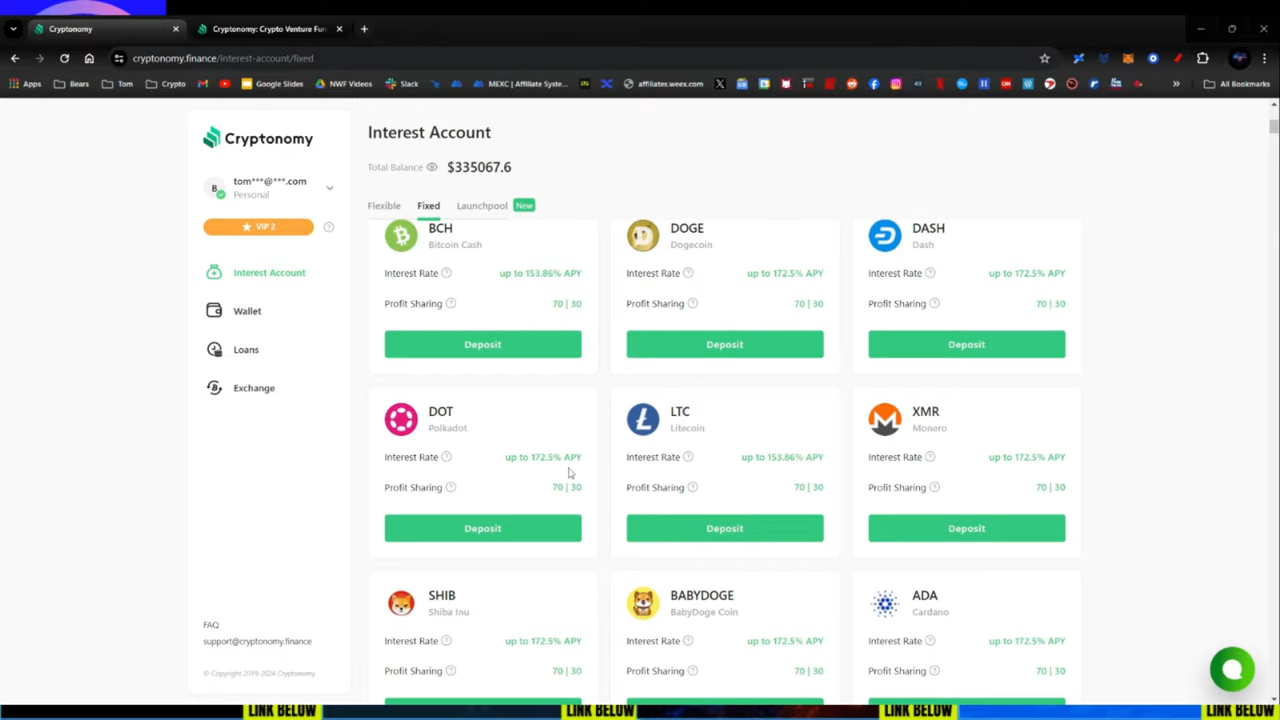 Cryptonomy
Cryptonomy: Crypto Venture Fun
cryptonomy.finance/interest-account/fixed
Apps
Bears
Tom
Crypto
Google Slides
NWF Videos
Slack
MEXC | Affiliate Syste...
affiliates.weex.com
All Bookmarks
Cryptonomy
B
tom***@***.com
Personal
VIP 2
Interest Account
Wallet
Loans
Exchange
FAQ
support@cryptonomy.finance
© Copyright 2019-2024 Cryptonomy
Interest Account
Total Balance $335067.6
Flexible Fixed Launchpool New
BCH
Bitcoin Cash
Interest Rate up to 153.86% APY
Profit Sharing 70 | 30
Deposit
DOGE
Dogecoin
Interest Rate up to 172.5% APY
Profit Sharing 70 | 30
Deposit
DASH
Dash
Interest Rate up to 172.5% APY
Profit Sharing 70 | 30
Deposit
DOT
Polkadot
Interest Rate up to 172.5% APY
Profit Sharing 70 | 30
Deposit
LTC
Litecoin
Interest Rate up to 153.86% APY
Profit Sharing 70 | 30
Deposit
XMR
Monero
Interest Rate up to 172.5% APY
Profit Sharing 70 | 30
Deposit
SHIB
Shiba Inu
Interest Rate up to 172.5% APY
Profit Sharing 70 | 30
BABYDOGE
BabyDoge Coin
Interest Rate up to 172.5% APY
Profit Sharing 70 | 30
ADA
Cardano
Interest Rate up to 172.5% APY
Profit Sharing 70 | 30
LINK BELOW LINK BELOW LINK BELOW LINK BELOW